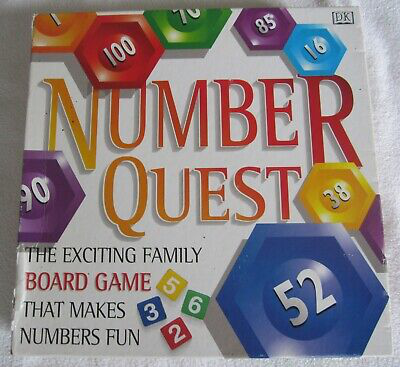 100
70
85
16
DK
NUMBER
QUEST
90
38
THE EXCITING FAMILY
BOARD GAME
THAT MAKES
NUMBERS FUN
5
3
6
2
52